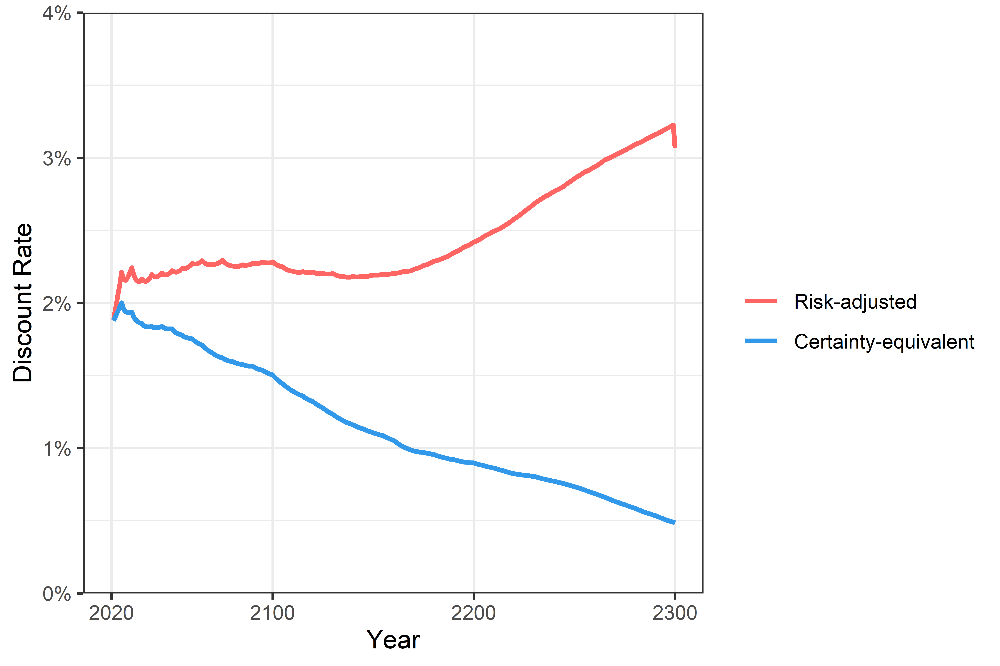 4%
3%
2%
1%
0%
Discount Rate
2020
2100
2200
2300
Year
Risk-adjusted
Certainty-equivalent